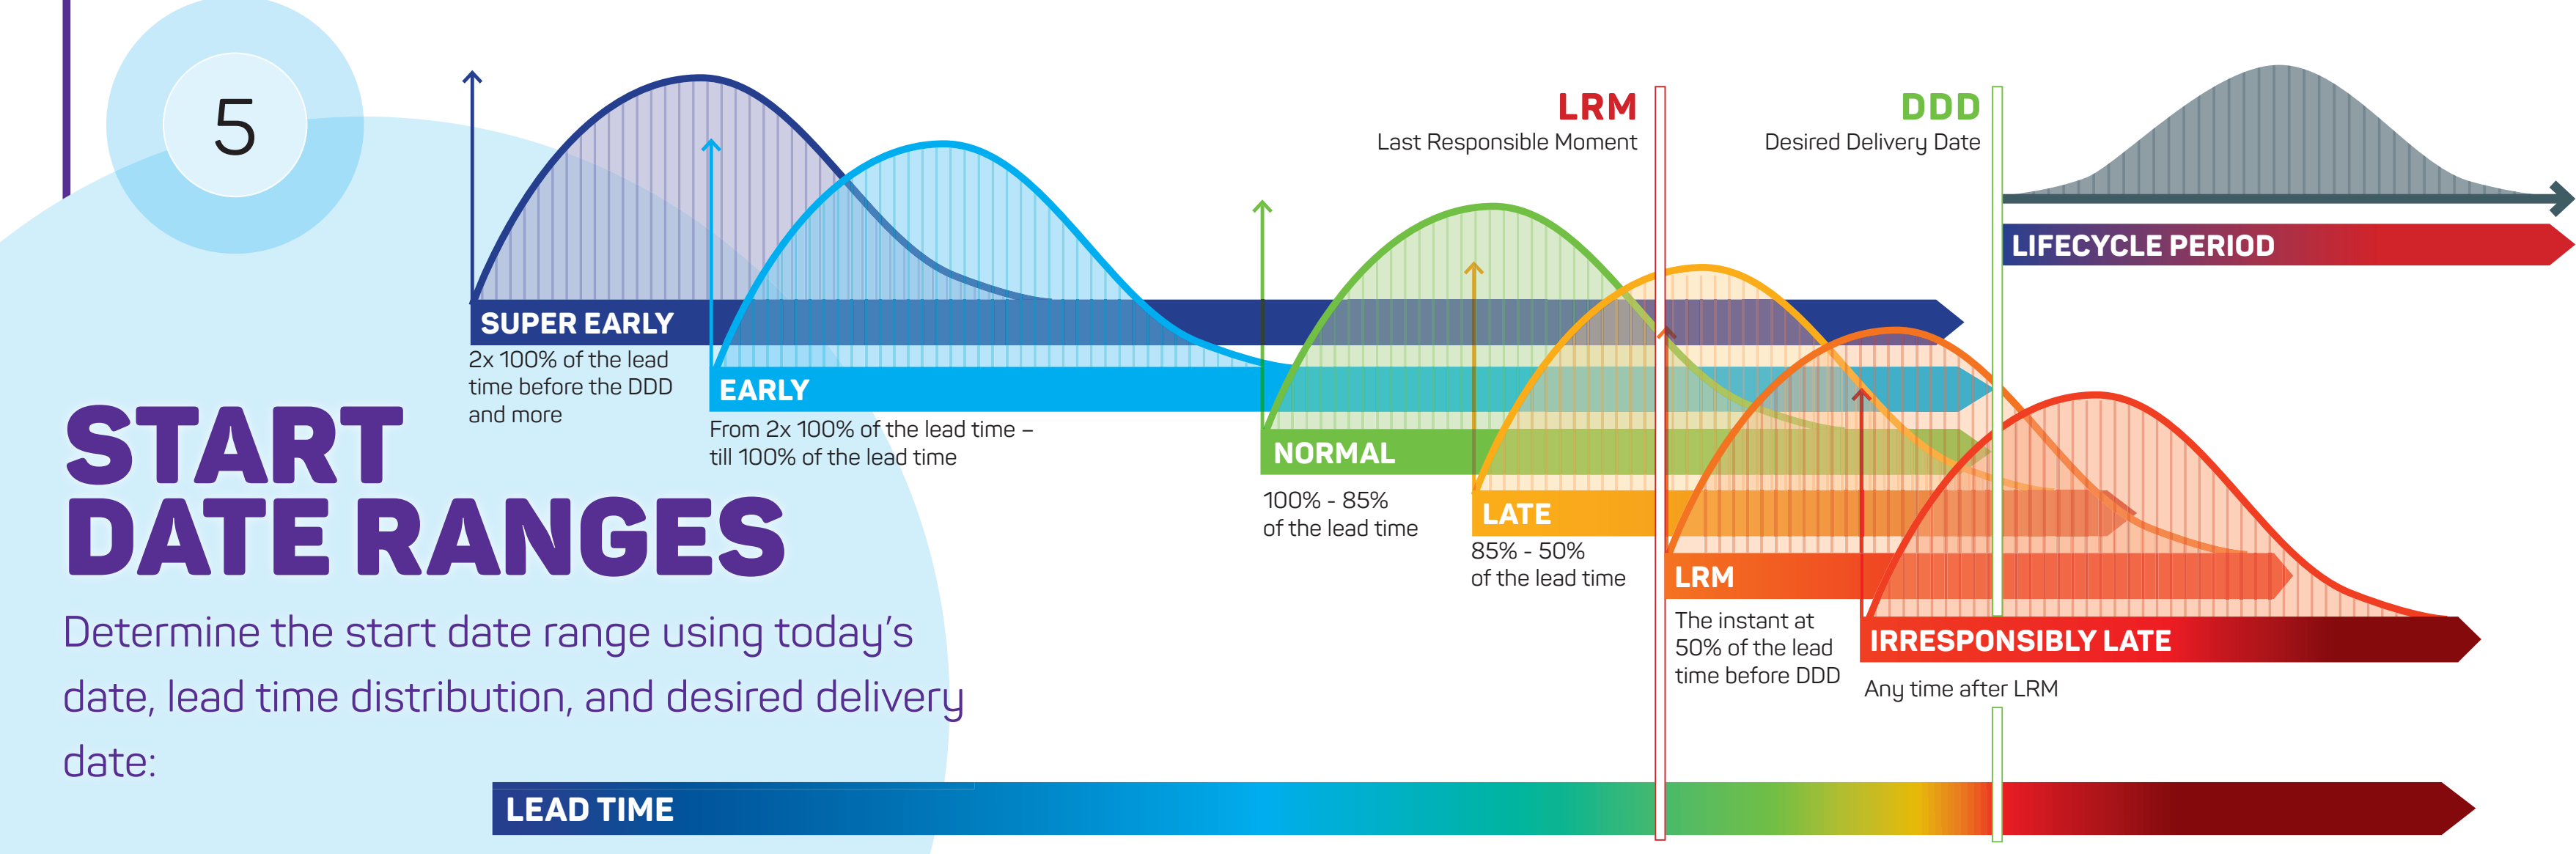 5
START
DATE RANGES
Determine the start date range using today's
date, lead time distribution, and desired delivery
date:
SUPER EARLY
2x 100% of the lead
time before the DDD
and more
EARLY
From 2x 100% of the lead time –
till 100% of the lead time
NORMAL
100% - 85%
of the lead time
LATE
85% - 50%
of the lead time
LRM
Last Responsible Moment
LRM
The instant at
50% of the lead
time before DDD
DDD
Desired Delivery Date
IRRESPONSIBLY LATE
Any time after LRM
LIFECYCLE PERIOD
LEAD TIME